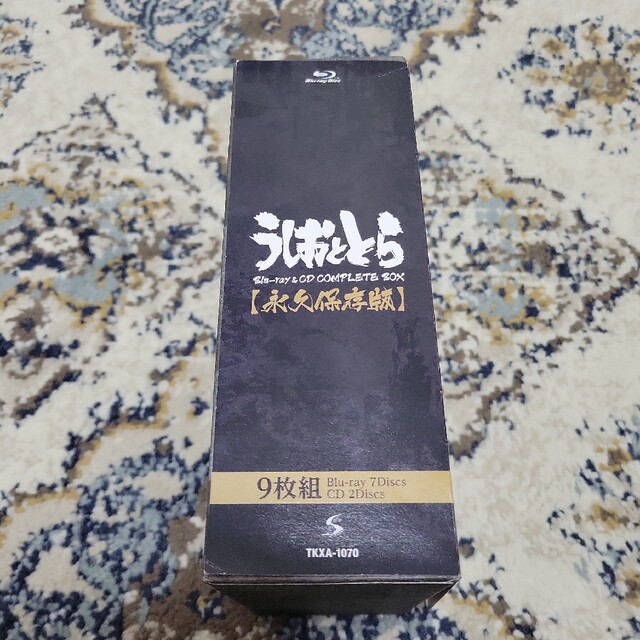 Blu-ray Disc
うしおととら
Blu-ray & CD COMPLETE BOX
【永久保存版】
9枚組 Blu-ray 7Discs
CD 2Discs
S
TKXA-1070